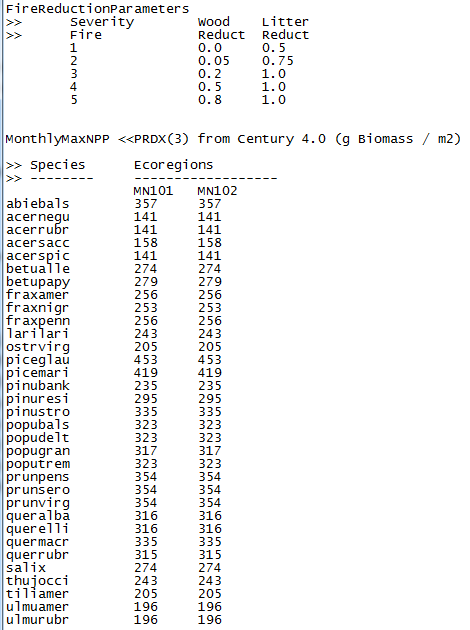 FireReductionParameters
>> Severity Wood Litter
>> Fire Reduct Reduct
1 0.0 0.5
2 0.05 0.75
3 0.2 1.0
4 0.5 1.0
5 0.8 1.0
MonthlyMaxNPP <<PRDX(3) from Century 4.0 (g Biomass / m2)
>> Species Ecoregions
>> -------- ------------------
MN101 MN102
abiebals 357 357
acernegu 141 141
acerrubr 141 141
acersacc 158 158
acerspic 141 141
betualle 274 274
betupapy 279 279
fraxamer 256 256
fraxnigr 253 253
fraxpenn 256 256
larilari 243 243
ostrvirg 205 205
piceglau 453 453
picemari 419 419
pinubank 235 235
pinuresi 295 295
pinustro 335 335
popubals 323 323
popudelt 323 323
popugran 317 317
poputrem 323 323
prunpens 354 354
prunsero 354 354
prunvirg 354 354
queralba 316 316
querelli 316 316
quermacr 335 335
querrubr 315 315
salix 274 274
thujocci 243 243
tiliamer 205 205
ulmuamer 196 196
ulmurubr 196 196